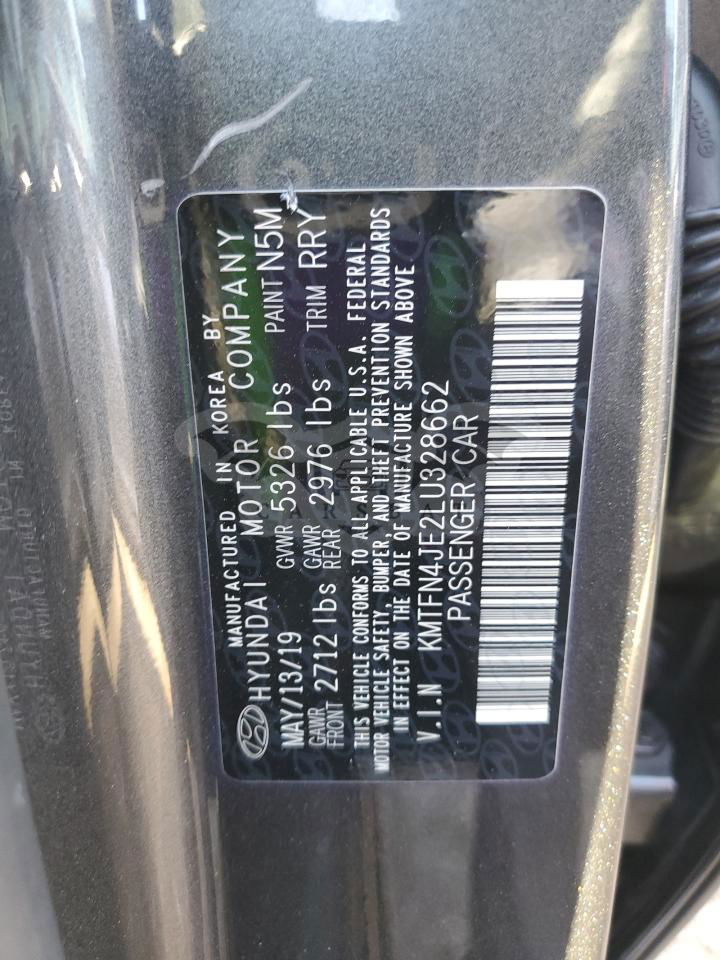 MANUFACTURED IN KOREA BY
HYUNDAI MOTOR COMPANY
MAY/13/19 GVWR 5326 lbs PAINT N5M
GAWR FRONT 2712 lbs GAWR REAR 2976 lbs TRIM RRY
THIS VEHICLE CONFORMS TO ALL APPLICABLE U.S.A. FEDERAL
MOTOR VEHICLE SAFETY, BUMPER, AND THEFT PREVENTION STANDARDS
IN EFFECT ON THE DATE OF MANUFACTURE SHOWN ABOVE
V.I.N KMTFN4JE2LU328662
PASSENGER CAR